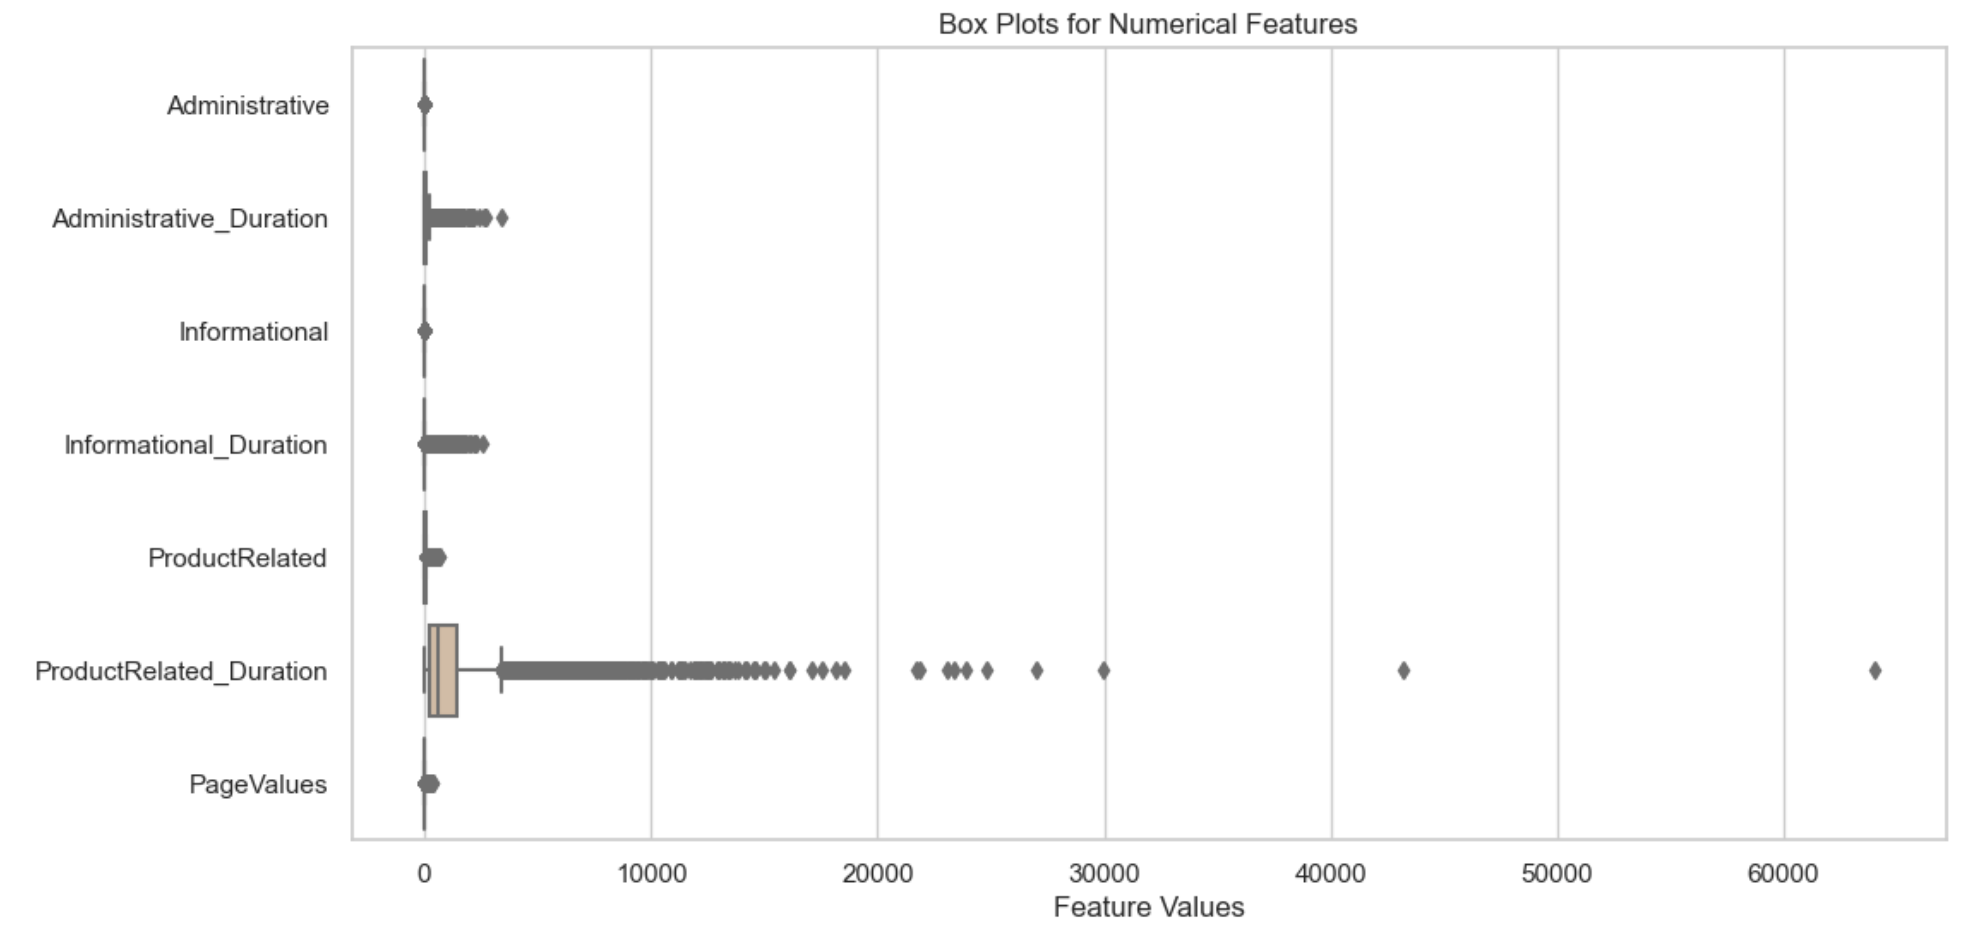 Box Plots for Numerical Features
Administrative
Administrative_Duration
Informational
Informational_Duration
ProductRelated
ProductRelated_Duration
PageValues
0 10000 20000 30000 40000 50000 60000
Feature Values